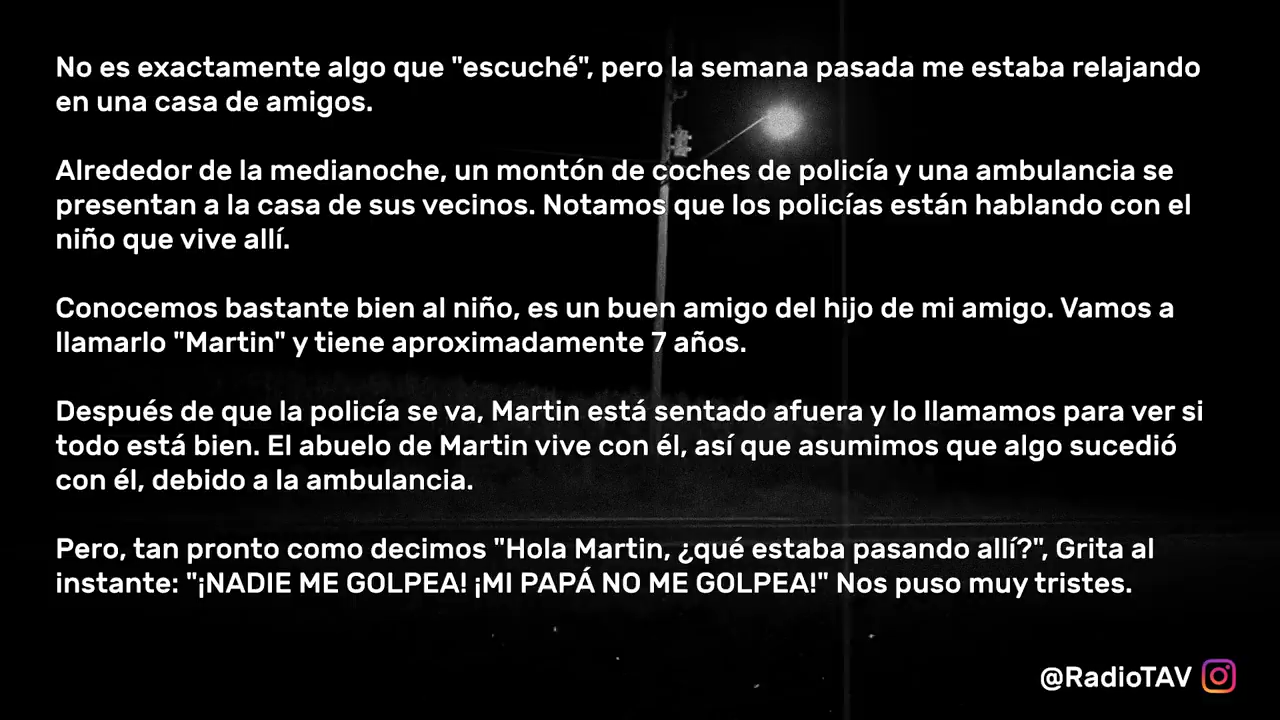 No es exactamente algo que "escuché", pero la semana pasada me estaba relajando
en una casa de amigos.
Alrededor de la medianoche, un montón de coches de policía y una ambulancia se
presentan a la casa de sus vecinos. Notamos que los policías están hablando con el
niño que vive allí.
Conocemos bastante bien al niño, es un buen amigo del hijo de mi amigo. Vamos a
llamarlo "Martin" y tiene aproximadamente 7 años.
Después de que la policía se va, Martin está sentado afuera y lo llamamos para ver si
todo está bien. El abuelo de Martin vive con él, así que asumimos que algo sucedió
con él, debido a la ambulancia.
Pero, tan pronto como decimos "Hola Martin, ¿qué estaba pasando allí?", Grita al
instante: "¡NADIE ME GOLPEA! ¡MI PAPÁ NO ME GOLPEA!" Nos puso muy tristes.
@RadioTAV